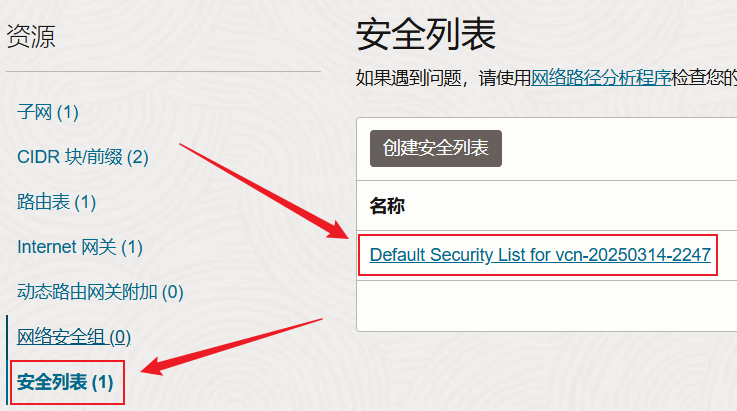 资源
子网 (1)
CIDR 块/前缀 (2)
路由表 (1)
Internet 网关 (1)
动态路由网关附加 (0)
网络安全组 (0)
安全列表 (1)
安全列表
如果遇到问题，请使用网络路径分析程序检查您的
创建安全列表
名称
Default Security List for vcn-20250314-2247